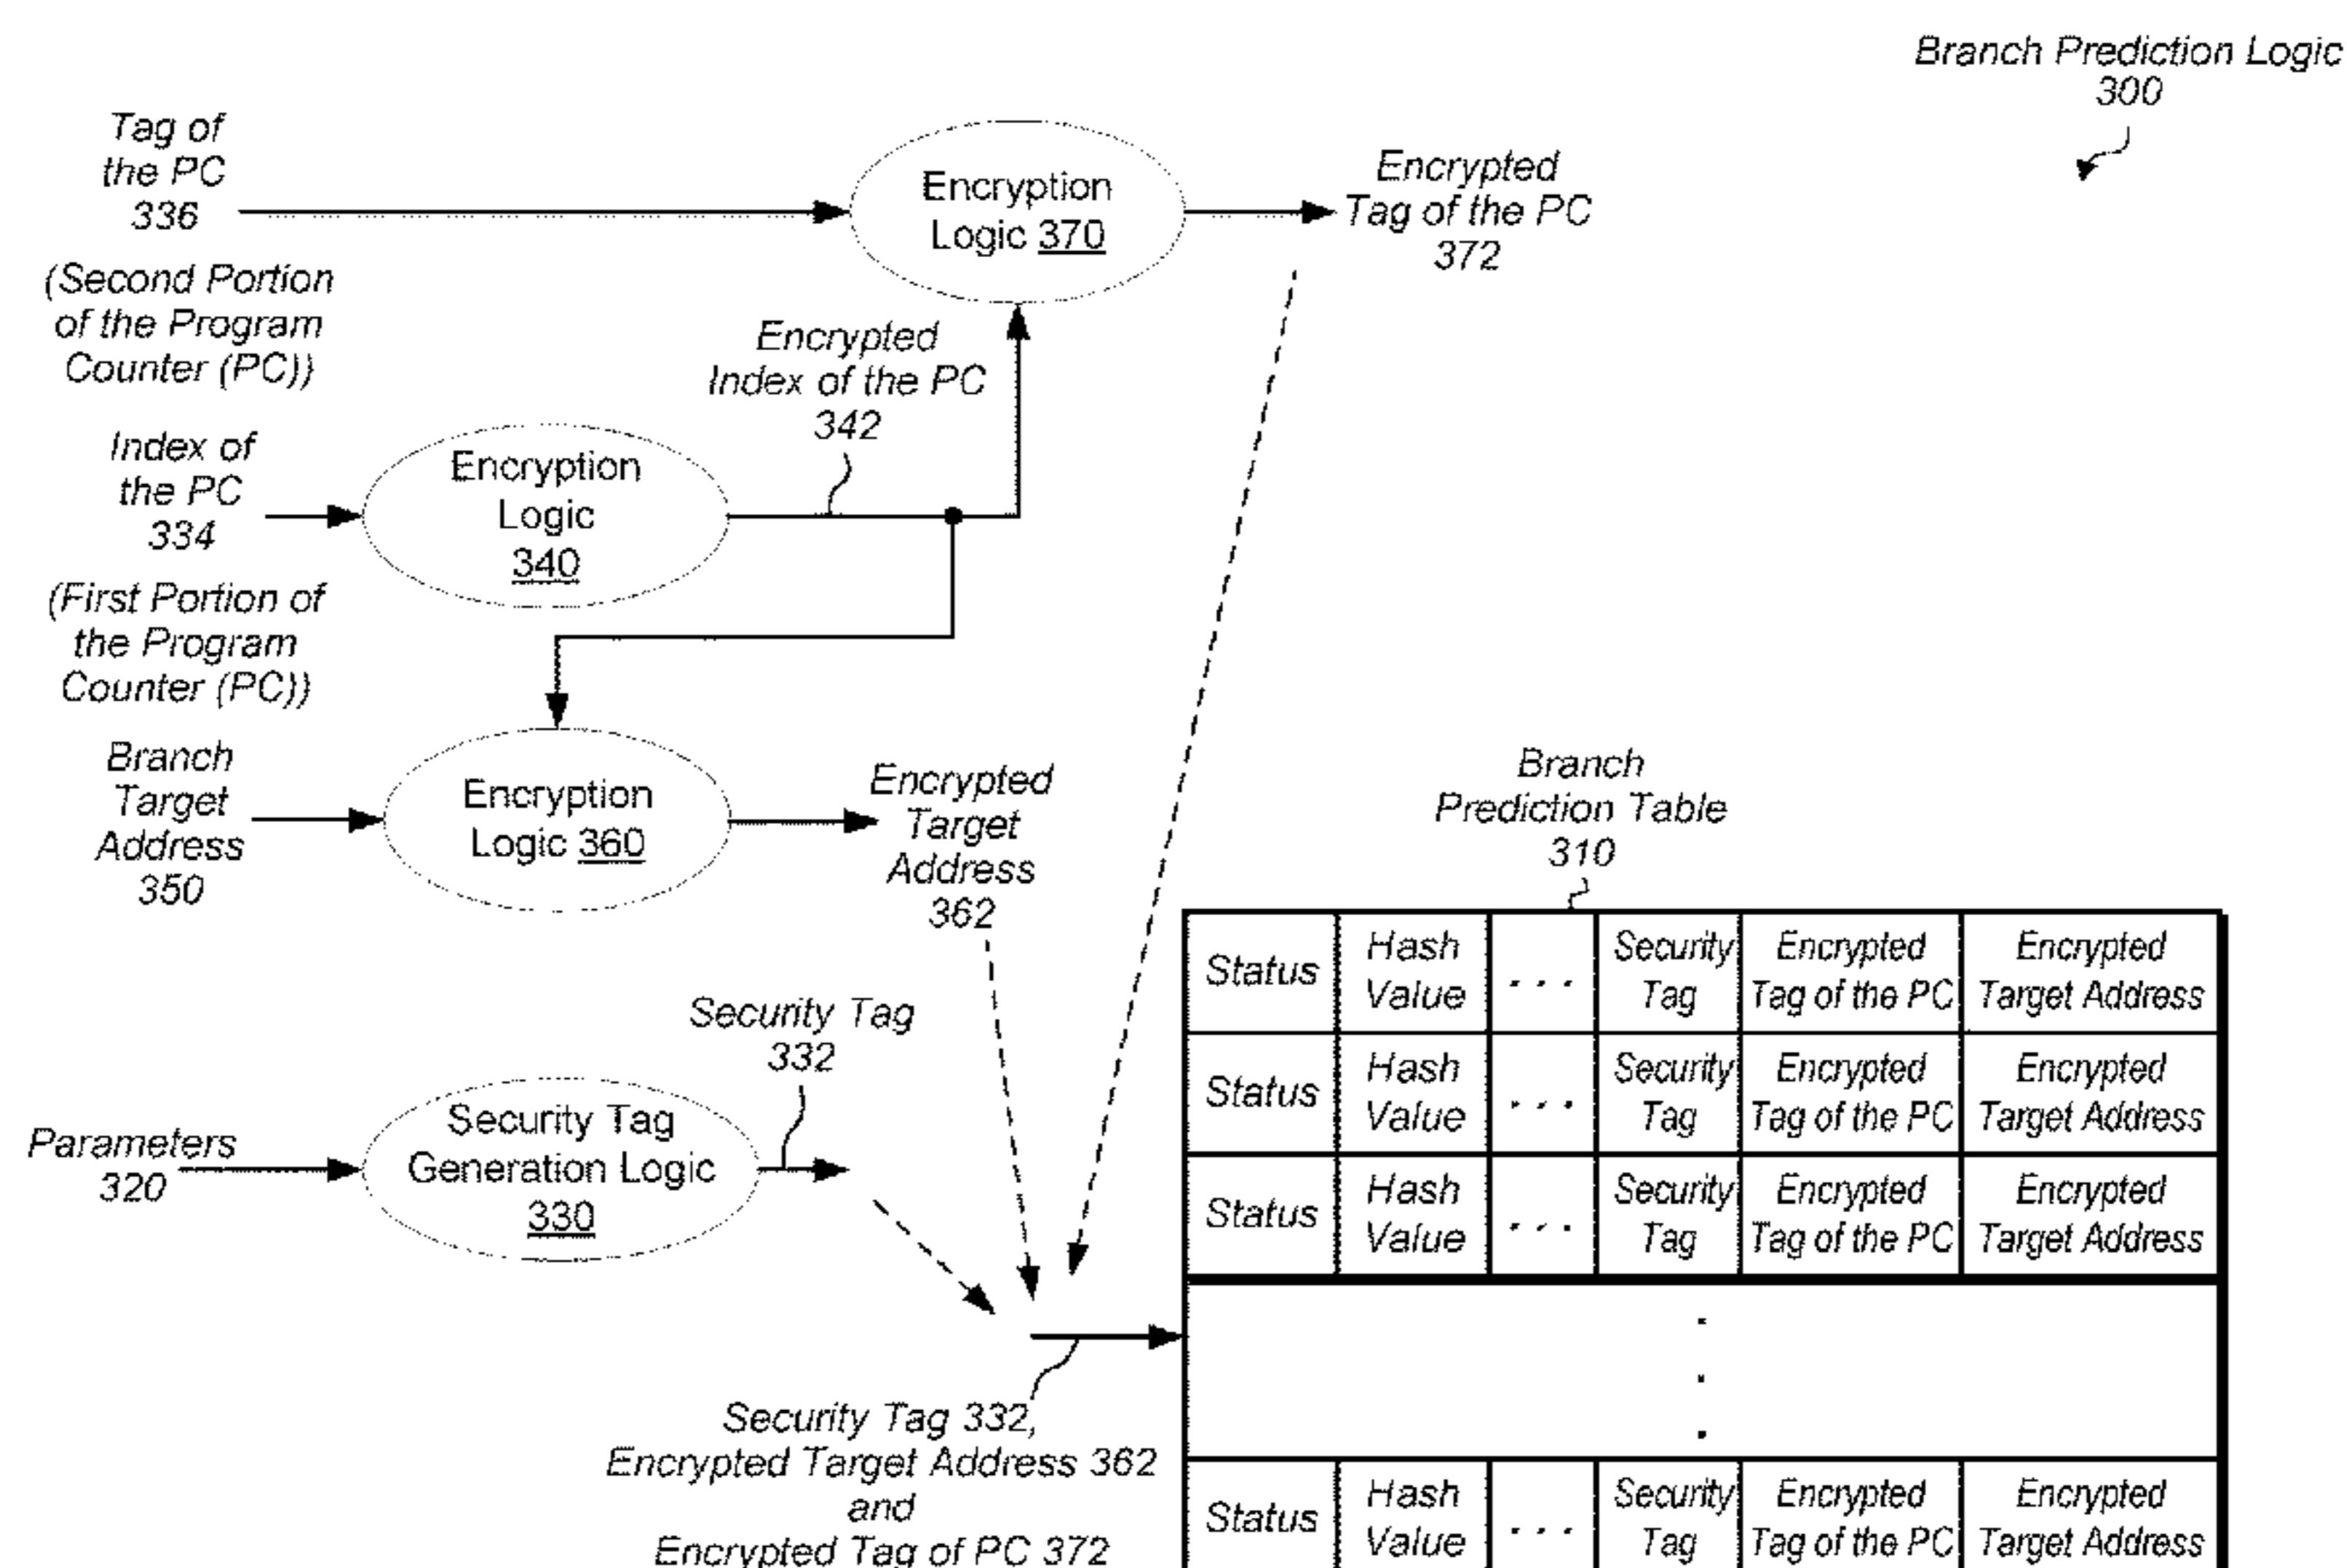 Branch Prediction Logic
300
Tag of
the PC
336
(Second Portion
of the Program
Counter (PC))
Encryption
Logic 370
Encrypted
Tag of the PC
372
Encrypted
Index of the PC
342
Index of
the PC
334
(First Portion of
the Program
Counter (PC))
Encryption
Logic
340
Branch
Target
Address
350
Encryption
Logic 360
Encrypted
Target
Address
362
Parameters
320
Security Tag
Generation Logic
330
Security Tag
332
Security Tag 332,
Encrypted Target Address 362
and
Encrypted Tag of PC 372
Branch
Prediction Table
310
Status
Hash
Value
. . .
Security
Tag
Encrypted
Tag of the PC
Encrypted
Target Address
Status
Hash
Value
. . .
Security
Tag
Encrypted
Tag of the PC
Encrypted
Target Address
Status
Hash
Value
. . .
Security
Tag
Encrypted
Tag of the PC
Encrypted
Target Address
.
.
.
Status
Hash
Value
. . .
Security
Tag
Encrypted
Tag of the PC
Encrypted
Target Address